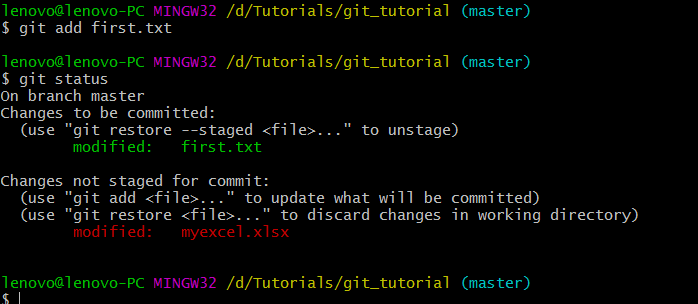 lenovo@lenovo-PC MINGW32 /d/Tutorials/git_tutorial (master)
$ git add first.txt
lenovo@lenovo-PC MINGW32 /d/Tutorials/git_tutorial (master)
$ git status
On branch master
Changes to be committed:
  (use "git restore --staged <file>..." to unstage)
        modified:   first.txt
Changes not staged for commit:
  (use "git add <file>..." to update what will be committed)
  (use "git restore <file>..." to discard changes in working directory)
        modified:   myexcel.xlsx
lenovo@lenovo-PC MINGW32 /d/Tutorials/git_tutorial (master)
$